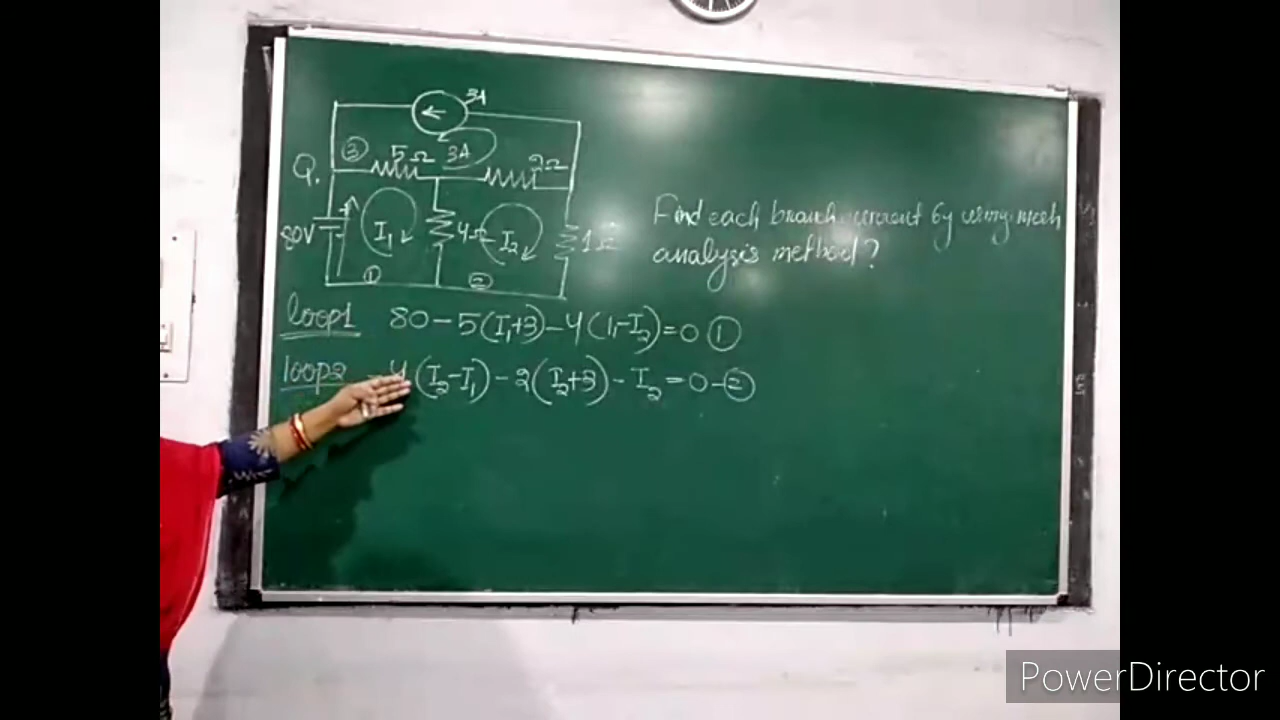 3A
③ 5Ω 3A 2Ω
Q.
80V I₁ 4Ω I₂ 1Ω
① ②
Find each branch current by using mesh
analysis method?
loop1 80-5(I₁+3)-4(I₁-I₂)=0 ①
loop2 -4(I₂-I₁)-2(I₂+3)-I₂=0-②
PowerDirector